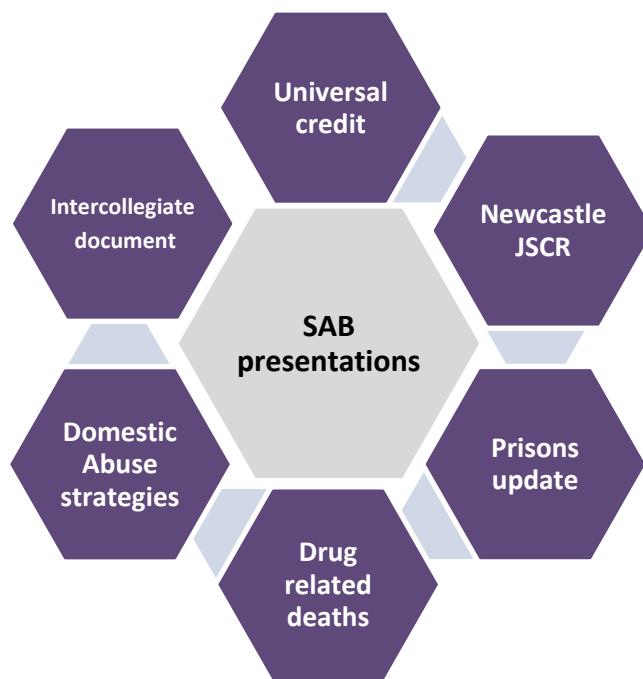 Universal
credit
Intercollegiate
document
Newcastle
JSCR
SAB
presentations
Domestic
Abuse
strategies
Prisons
update
Drug
related
deaths